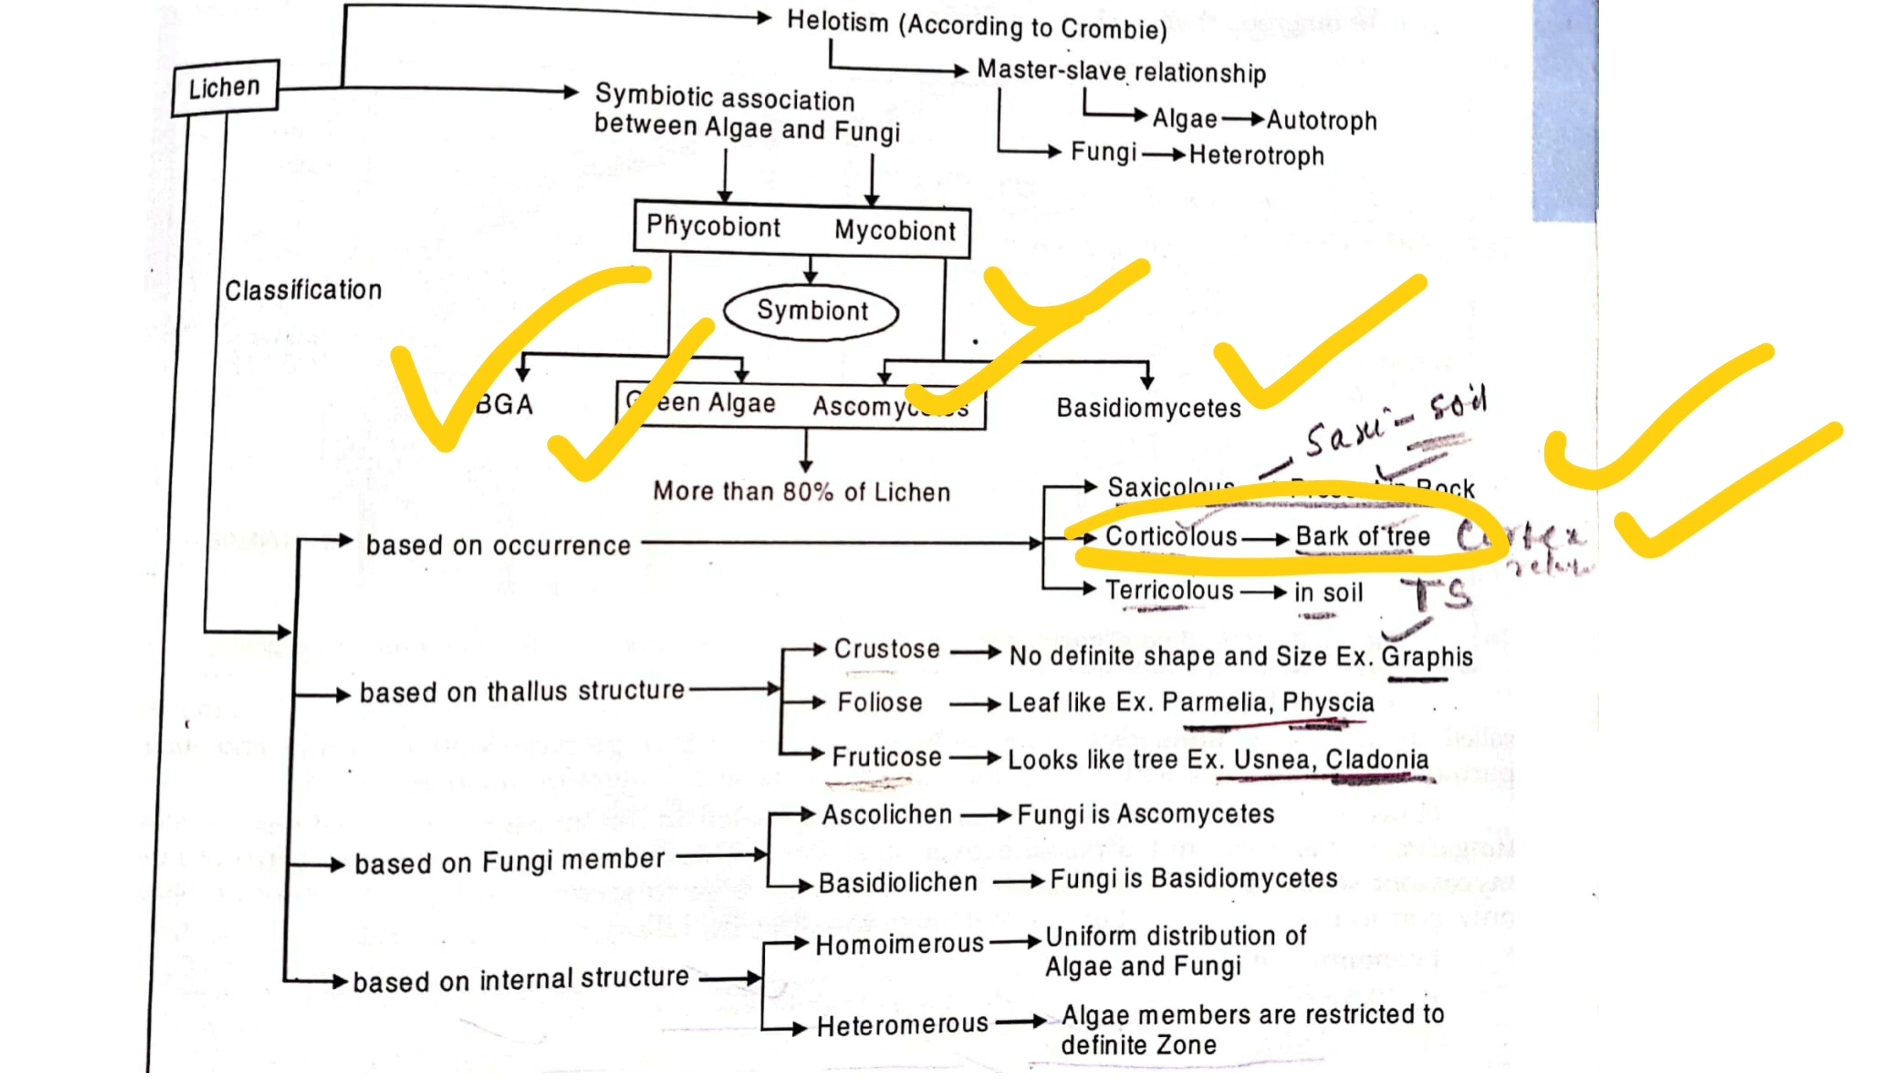 Helotism (According to Crombie)
Master-slave relationship
Algae → Autotroph
Fungi → Heterotroph
Lichen
Symbiotic association
between Algae and Fungi
Phycobiont Mycobiont
Symbiont
Classification
BGA
Green Algae Ascomycetes
Basidiomycetes
More than 80% of Lichen
soil
based on occurrence
Saxicolous → Present in Rock
Corticolous → Bark of tree Cortex
Terricolous → in soil TS
based on thallus structure
Crustose → No definite shape and Size Ex. Graphis
Foliose → Leaf like Ex. Parmelia, Physcia
Fruticose → Looks like tree Ex. Usnea, Cladonia
based on Fungi member
Ascolichen → Fungi is Ascomycetes
Basidiolichen → Fungi is Basidiomycetes
based on internal structure
Homoimerous → Uniform distribution of
Algae and Fungi
Heteromerous → Algae members are restricted to
definite Zone